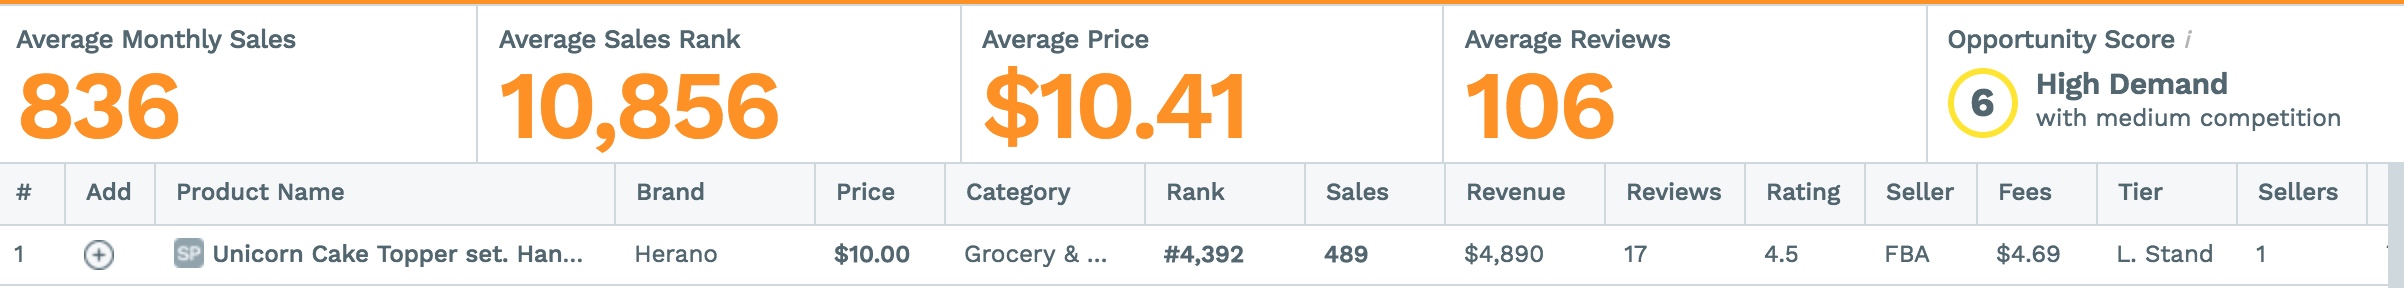 Average Monthly Sales
836
Average Sales Rank
10,856
Average Price
$10.41
Average Reviews
106
Opportunity Score i
6
High Demand
with medium competition
# Add Product Name Brand Price Category Rank Sales Revenue Reviews Rating Seller Fees Tier Sellers
1 SP Unicorn Cake Topper set. Han... Herano $10.00 Grocery & ... #4,392 489 $4,890 17 4.5 FBA $4.69 L. Stand 1